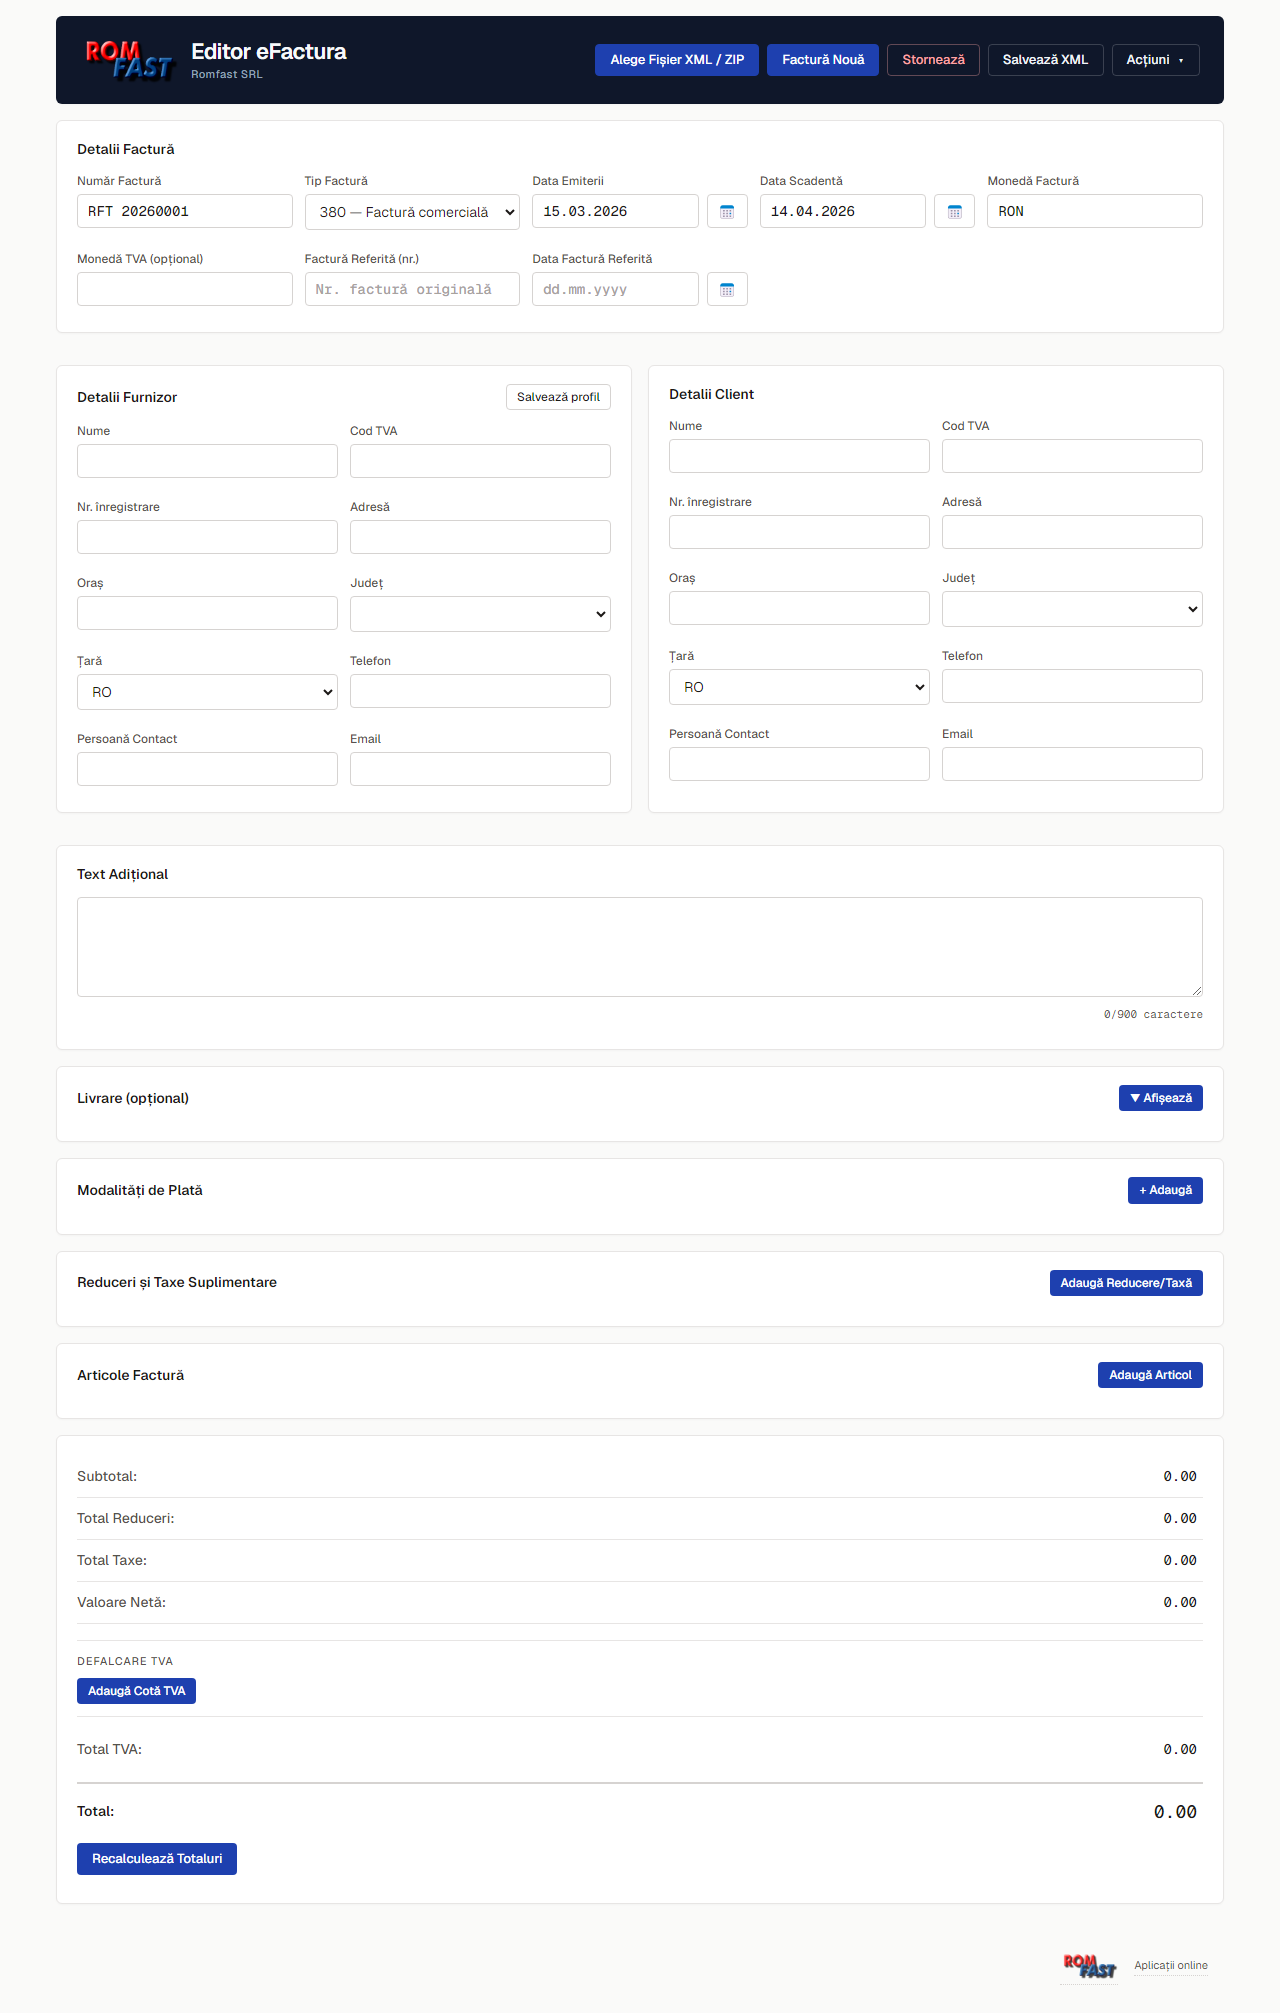 ROM FAST
Editor eFactura
Romfast SRL
Alege Fișier XML / ZIP
Factură Nouă
Stornează
Salvează XML
Acțiuni ▾
Detalii Factură
Număr Factură
Tip Factură
Data Emiterii
Data Scadentă
Monedă Factură
RFT 20260001
380 — Factură comercială
15.03.2026
14.04.2026
RON
Monedă TVA (opțional)
Factură Referită (nr.)
Data Factură Referită
Nr. factură originală
dd.mm.yyyy
Detalii Furnizor
Salvează profil
Nume
Cod TVA
Nr. înregistrare
Adresă
Oraș
Județ
Țară
Telefon
RO
Persoană Contact
Email
Detalii Client
Nume
Cod TVA
Nr. înregistrare
Adresă
Oraș
Județ
Țară
Telefon
RO
Persoană Contact
Email
Text Adițional
0/900 caractere
Livrare (opțional)
▼ Afișează
Modalități de Plată
+ Adaugă
Reduceri și Taxe Suplimentare
Adaugă Reducere/Taxă
Articole Factură
Adaugă Articol
Subtotal: 0.00
Total Reduceri: 0.00
Total Taxe: 0.00
Valoare Netă: 0.00
DEFALCARE TVA
Adaugă Cotă TVA
Total TVA: 0.00
Total: 0.00
Recalculează Totaluri
ROM FAST
Aplicații online